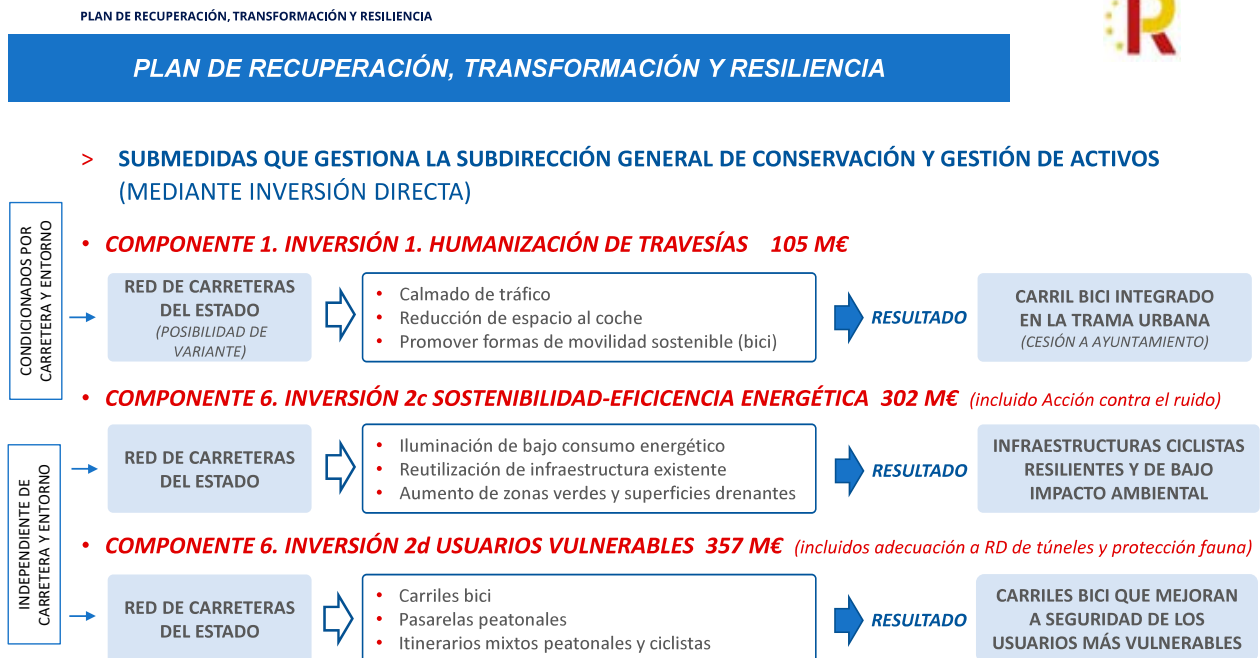 PLAN DE RECUPERACIÓN, TRANSFORMACIÓN Y RESILIENCIA
PLAN DE RECUPERACIÓN, TRANSFORMACIÓN Y RESILIENCIA
> SUBMEDIDAS QUE GESTIONA LA SUBDIRECCIÓN GENERAL DE CONSERVACIÓN Y GESTIÓN DE ACTIVOS
(MEDIANTE INVERSIÓN DIRECTA)
CONDICIONADOS POR
CARRETERA Y ENTORNO
• COMPONENTE 1. INVERSIÓN 1. HUMANIZACIÓN DE TRAVESÍAS 105 M€
RED DE CARRETERAS
DEL ESTADO
(POSIBILIDAD DE
VARIANTE)
• Calmado de tráfico
• Reducción de espacio al coche
• Promover formas de movilidad sostenible (bici)
RESULTADO
CARRIL BICI INTEGRADO
EN LA TRAMA URBANA
(CESIÓN A AYUNTAMIENTO)
• COMPONENTE 6. INVERSIÓN 2c SOSTENIBILIDAD-EFICICENCIA ENERGÉTICA 302 M€ (incluido Acción contra el ruido)
INDEPENDIENTE DE
CARRETERA Y ENTORNO
RED DE CARRETERAS
DEL ESTADO
• Iluminación de bajo consumo energético
• Reutilización de infraestructura existente
• Aumento de zonas verdes y superficies drenantes
RESULTADO
INFRAESTRUCTURAS CICLISTAS
RESILIENTES Y DE BAJO
IMPACTO AMBIENTAL
• COMPONENTE 6. INVERSIÓN 2d USUARIOS VULNERABLES 357 M€ (incluidos adecuación a RD de túneles y protección fauna)
RED DE CARRETERAS
DEL ESTADO
• Carriles bici
• Pasarelas peatonales
• Itinerarios mixtos peatonales y ciclistas
RESULTADO
CARRILES BICI QUE MEJORAN
A SEGURIDAD DE LOS
USUARIOS MÁS VULNERABLES